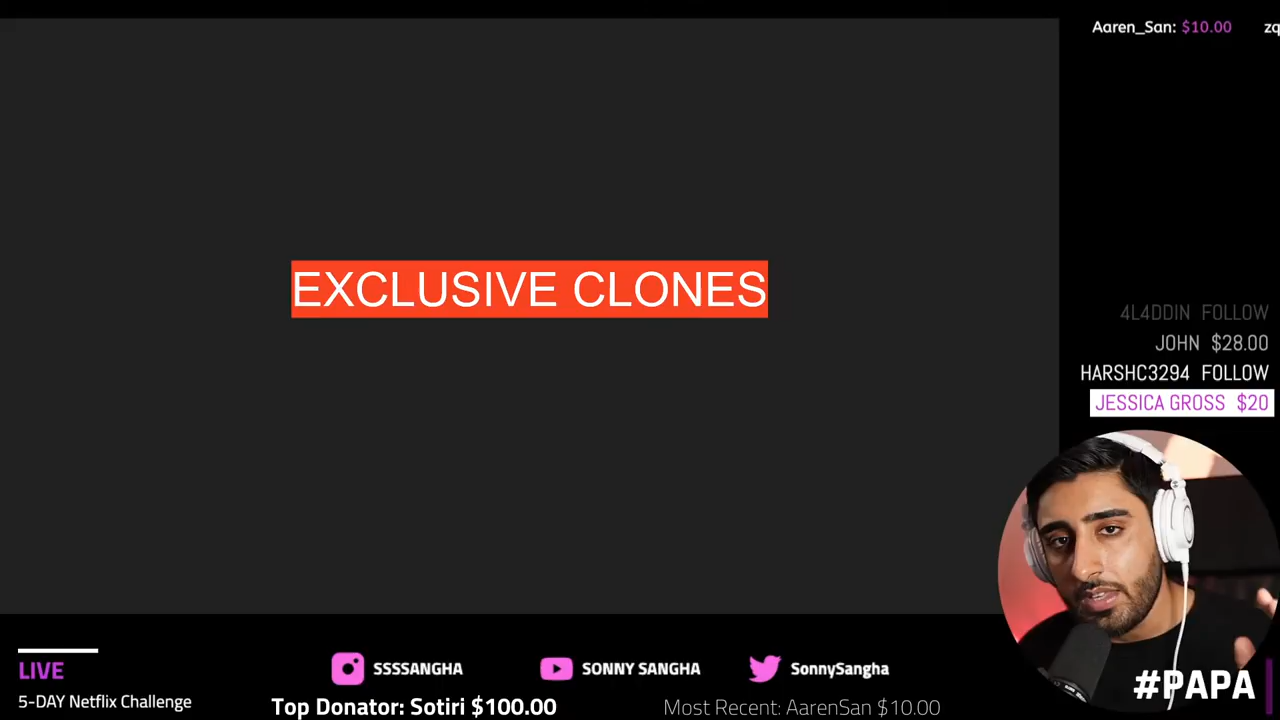 Aaren_San: $10.00 zq
EXCLUSIVE CLONES
4L4DDIN FOLLOW
JOHN $28.00
HARSHC3294 FOLLOW
JESSICA GROSS $20
#PAPA
LIVE
5-DAY Netflix Challenge
SSSSANGHA
SONNY SANGHA
SonnySangha
Top Donator: Sotiri $100.00
Most Recent: AarenSan $10.00